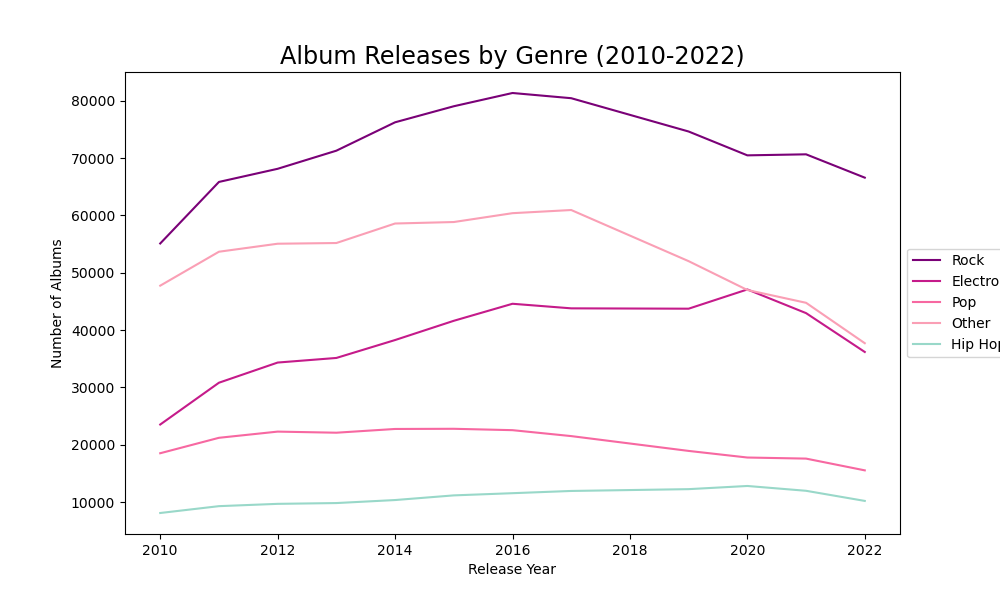 Album Releases by Genre (2010-2022)
80000
70000
60000
50000
40000
30000
20000
10000
Number of Albums
2010 2012 2014 2016 2018 2020 2022
Release Year
Rock
Electro
Pop
Other
Hip Hop